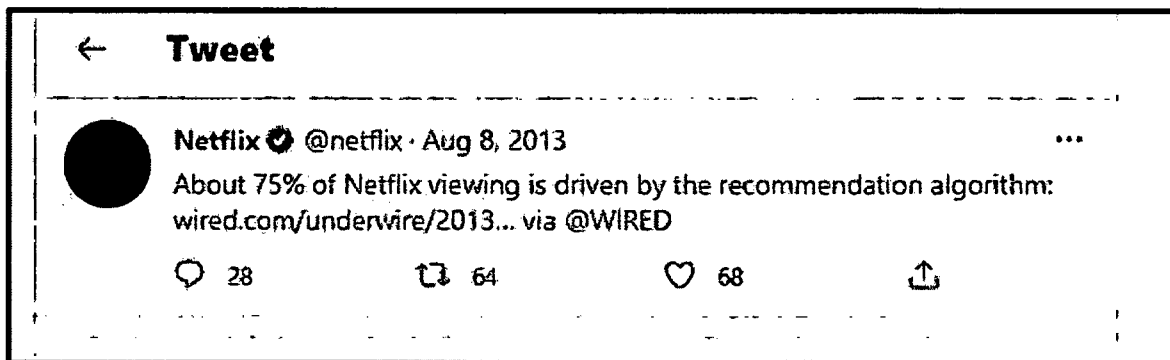 ← Tweet
Netflix @netflix · Aug 8, 2013
About 75% of Netflix viewing is driven by the recommendation algorithm:
wired.com/underwire/2013... via @WIRED
28 64 68